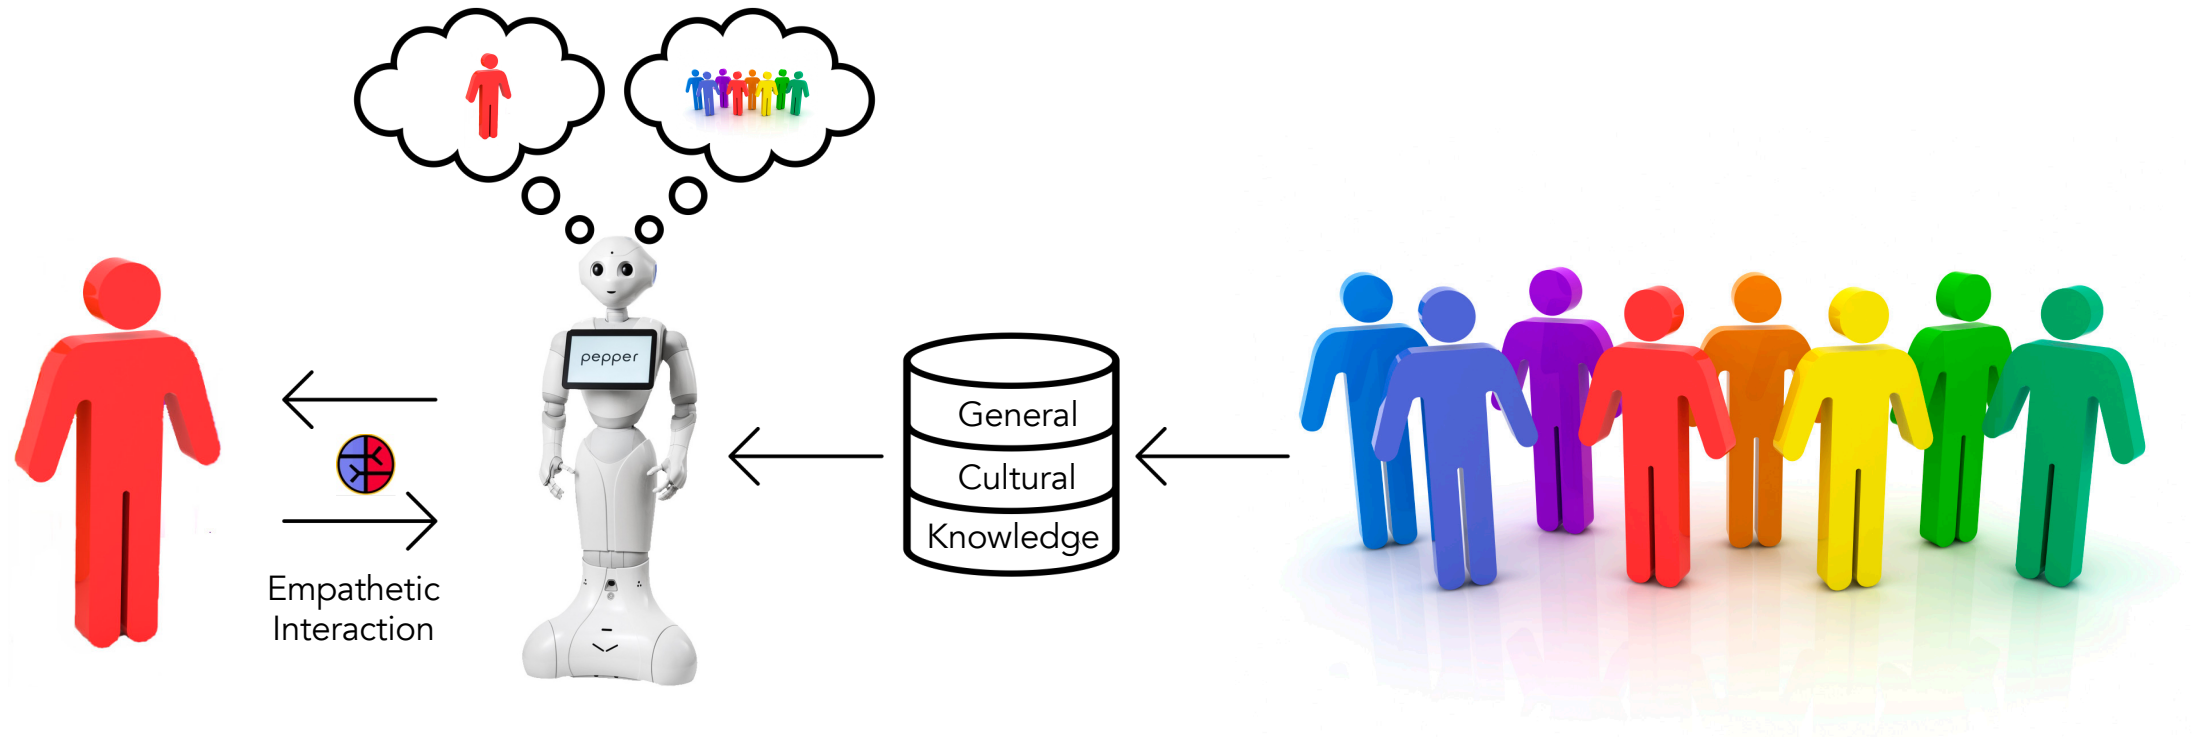 pepper
General
Cultural
Knowledge
Empathetic
Interaction